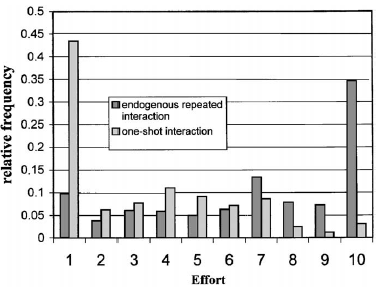 0.5
0.45
0.4
0.35
0.3
0.25
0.2
0.15
0.1
0.05
0
relative frequency
endogenous repeated
interaction
one-shot interaction
1 2 3 4 5 6 7 8 9 10
Effort